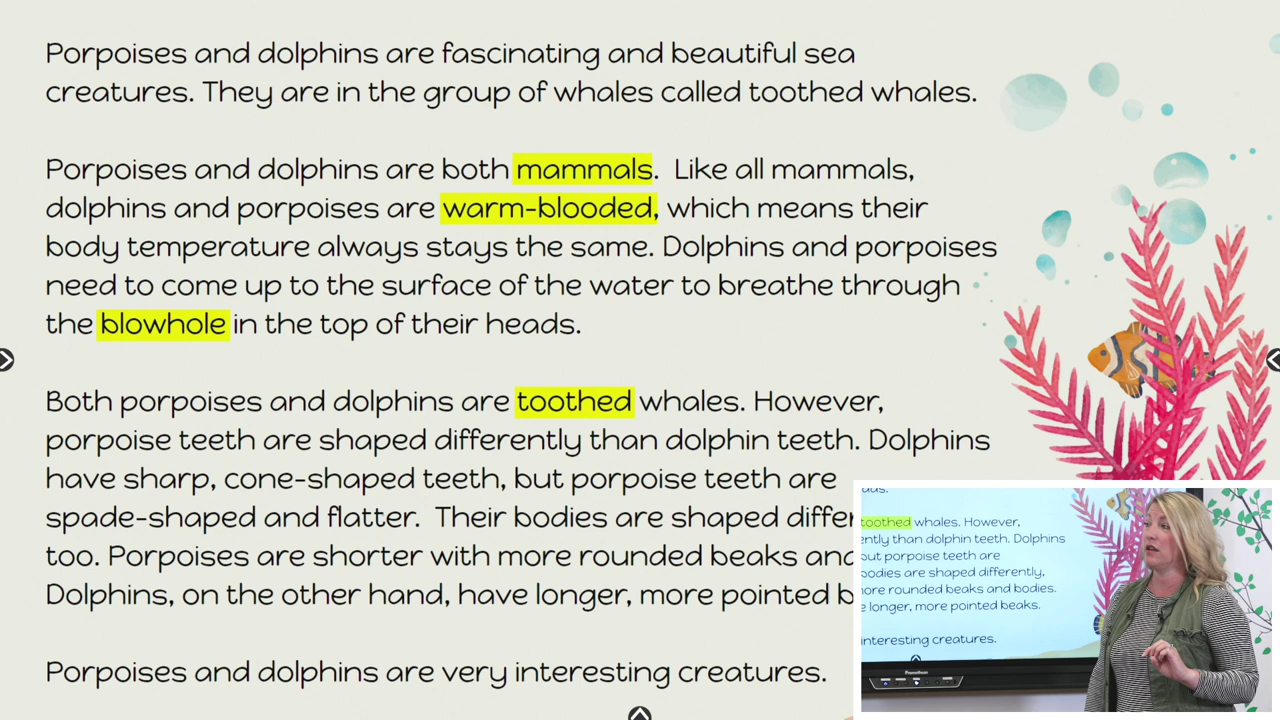 Porpoises and dolphins are fascinating and beautiful sea
creatures. They are in the group of whales called toothed whales.
Porpoises and dolphins are both mammals. Like all mammals,
dolphins and porpoises are warm-blooded, which means their
body temperature always stays the same. Dolphins and porpoises
need to come up to the surface of the water to breathe through
the blowhole in the top of their heads.
Both porpoises and dolphins are toothed whales. However,
porpoise teeth are shaped differently than dolphin teeth. Dolphins
have sharp, cone-shaped teeth, but porpoise teeth are
spade-shaped and flatter. Their bodies are shaped differ
too. Porpoises are shorter with more rounded beaks and
Dolphins, on the other hand, have longer, more pointed b
Porpoises and dolphins are very interesting creatures.
toothed whales. However,
ently than dolphin teeth. Dolphins
but porpoise teeth are
bodies are shaped differently,
more rounded beaks and bodies.
e longer, more pointed beaks.
interesting creatures.
Promethean